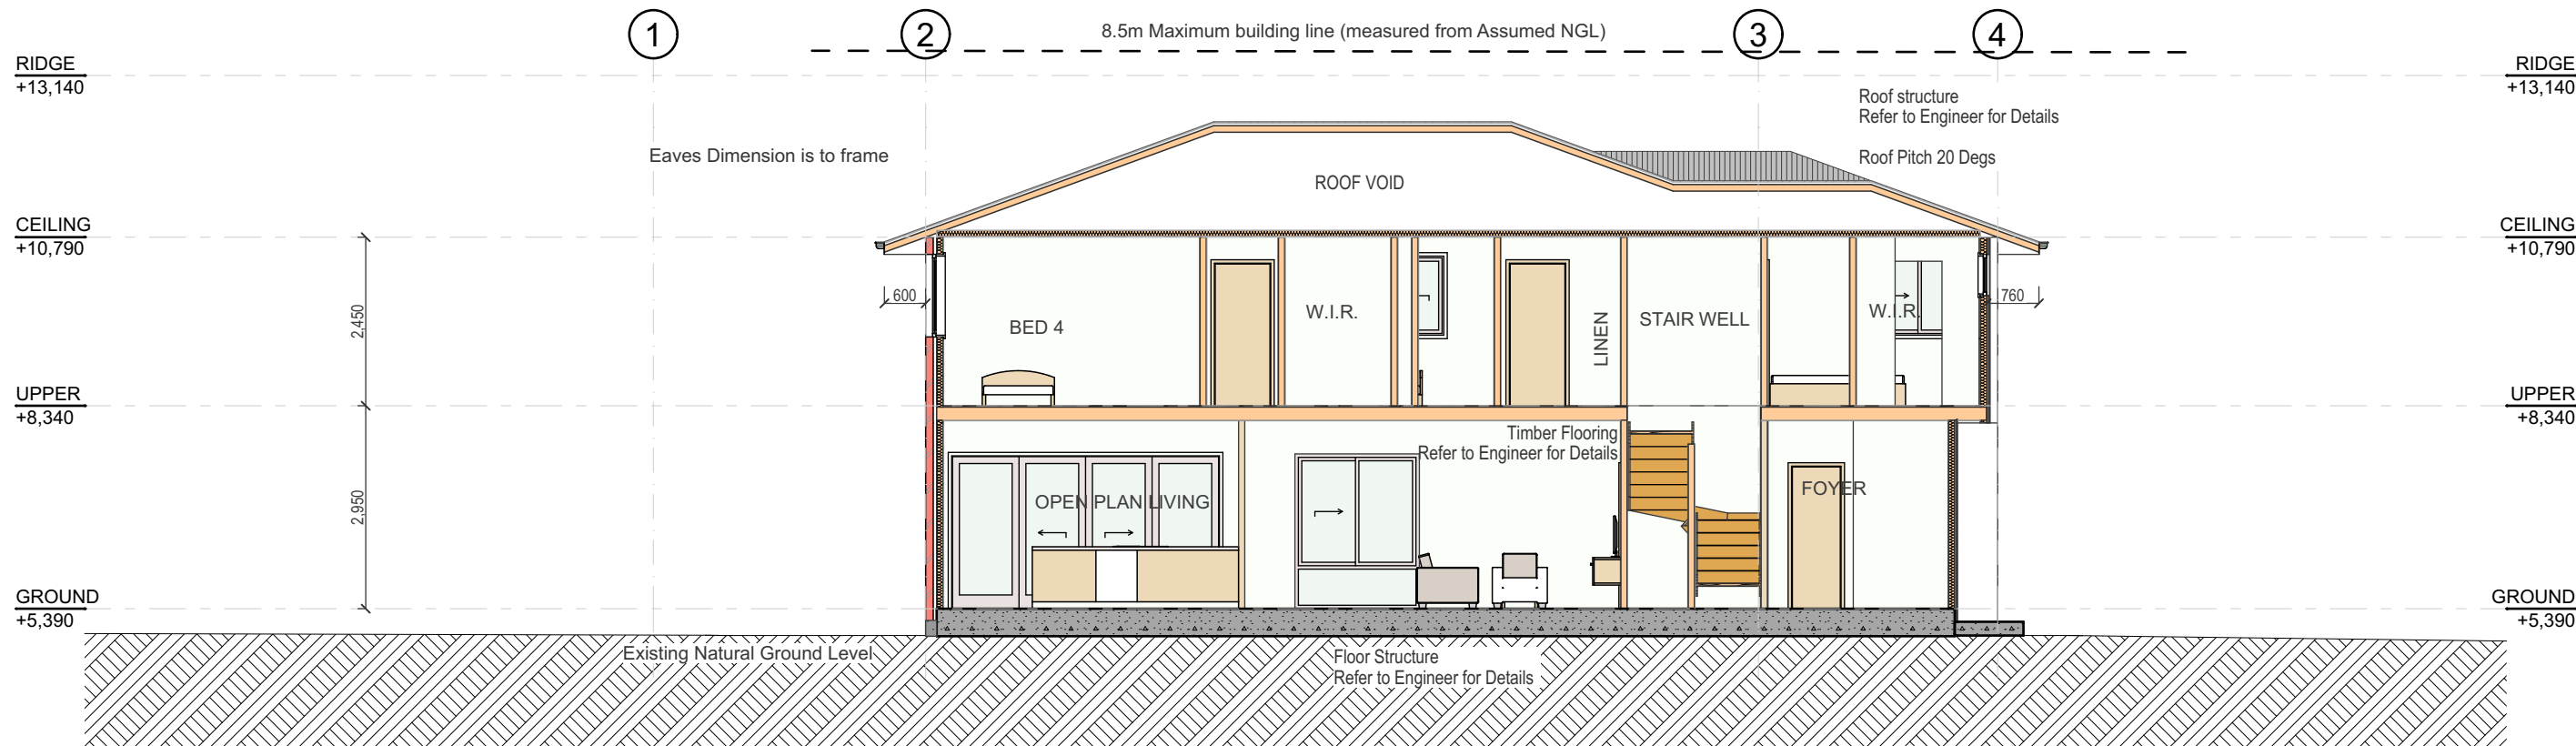 1
2
8.5m Maximum building line (measured from Assumed NGL)
3
4
RIDGE
+13,140
RIDGE
+13,140
Roof structure
Refer to Engineer for Details
Eaves Dimension is to frame
Roof Pitch 20 Degs
ROOF VOID
CEILING
+10,790
CEILING
+10,790
600
760
2,450
BED 4
W.I.R.
LINEN
STAIR WELL
W.I.R.
UPPER
+8,340
UPPER
+8,340
Timber Flooring
Refer to Engineer for Details
2,950
OPEN PLAN LIVING
FOYER
GROUND
+5,390
GROUND
+5,390
Existing Natural Ground Level
Floor Structure
Refer to Engineer for Details